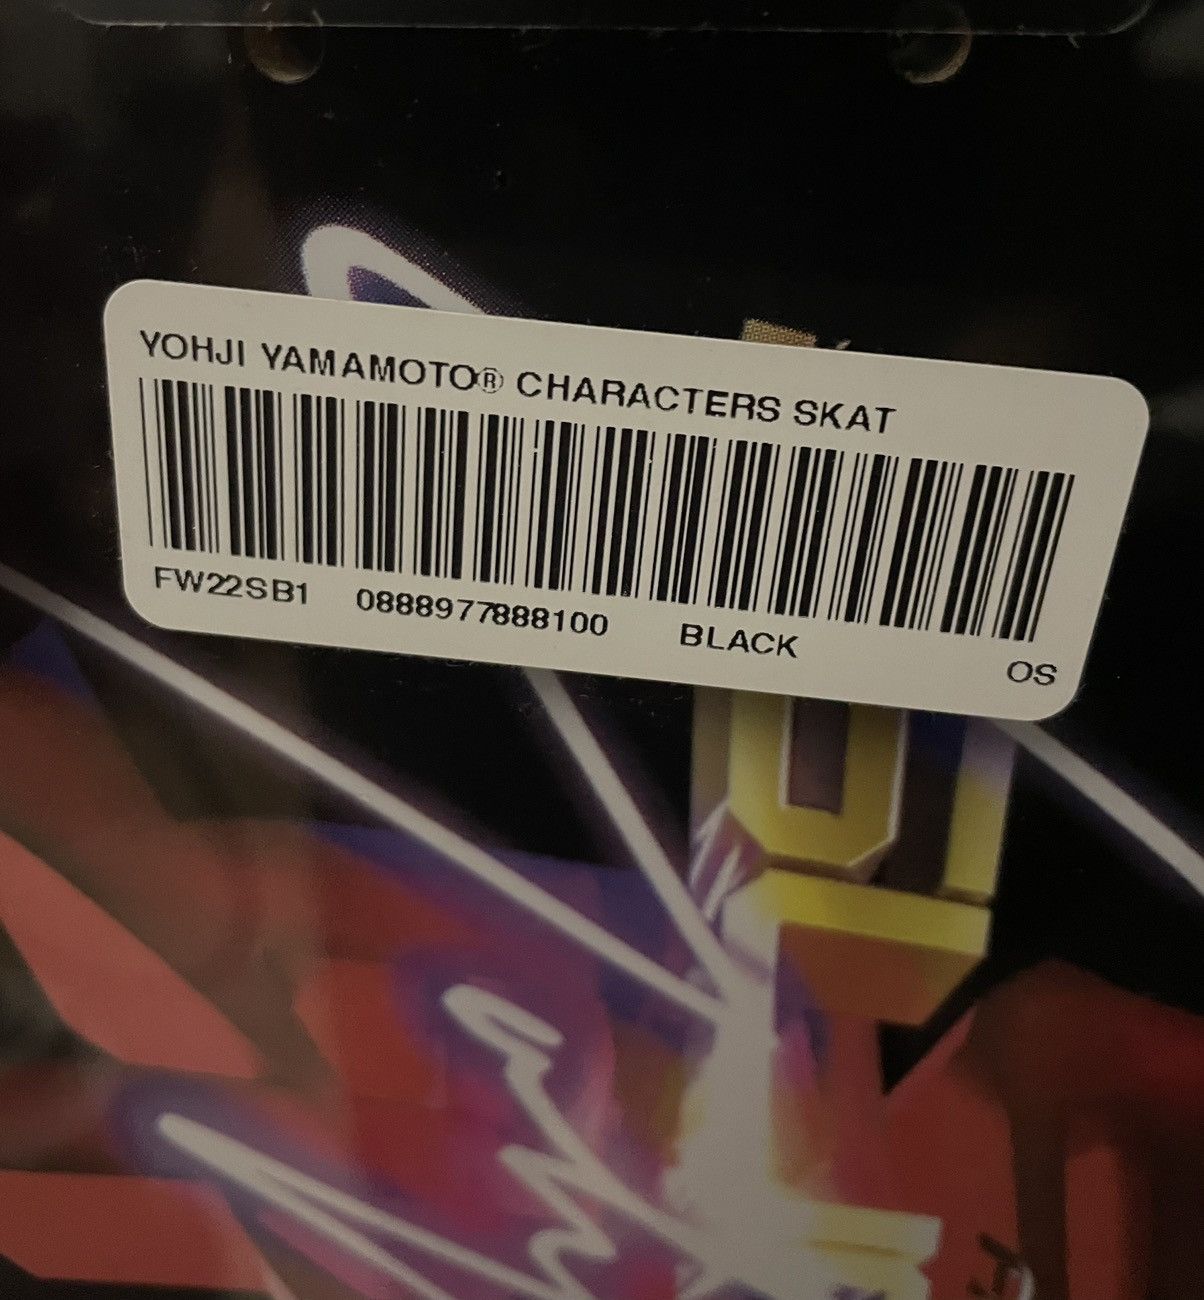 YOHJI YAMAMOTO® CHARACTERS SKAT
FW22SB1 0888977888100 BLACK OS